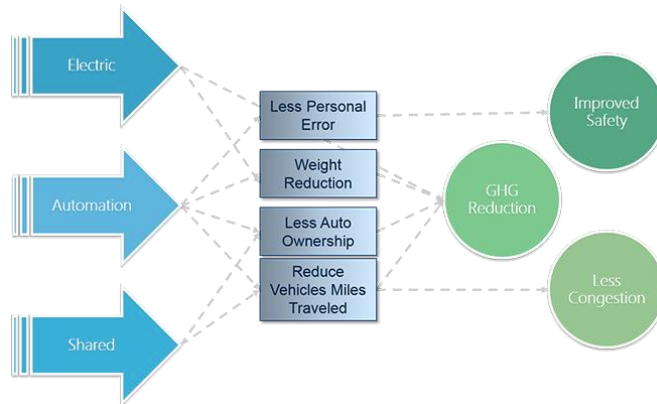 Electric
Automation
Shared
Less Personal
Error
Weight
Reduction
Less Auto
Ownership
Reduce
Vehicles Miles
Traveled
GHG
Reduction
Improved
Safety
Less
Congestion